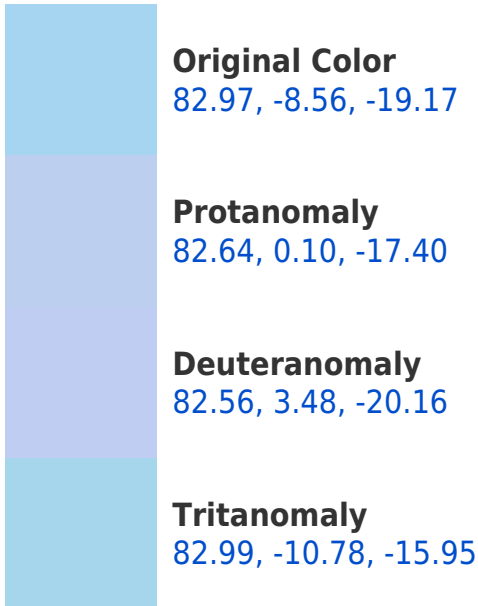 Original Color
82.97, -8.56, -19.17
Protanomaly
82.64, 0.10, -17.40
Deuteranomaly
82.56, 3.48, -20.16
Tritanomaly
82.99, -10.78, -15.95